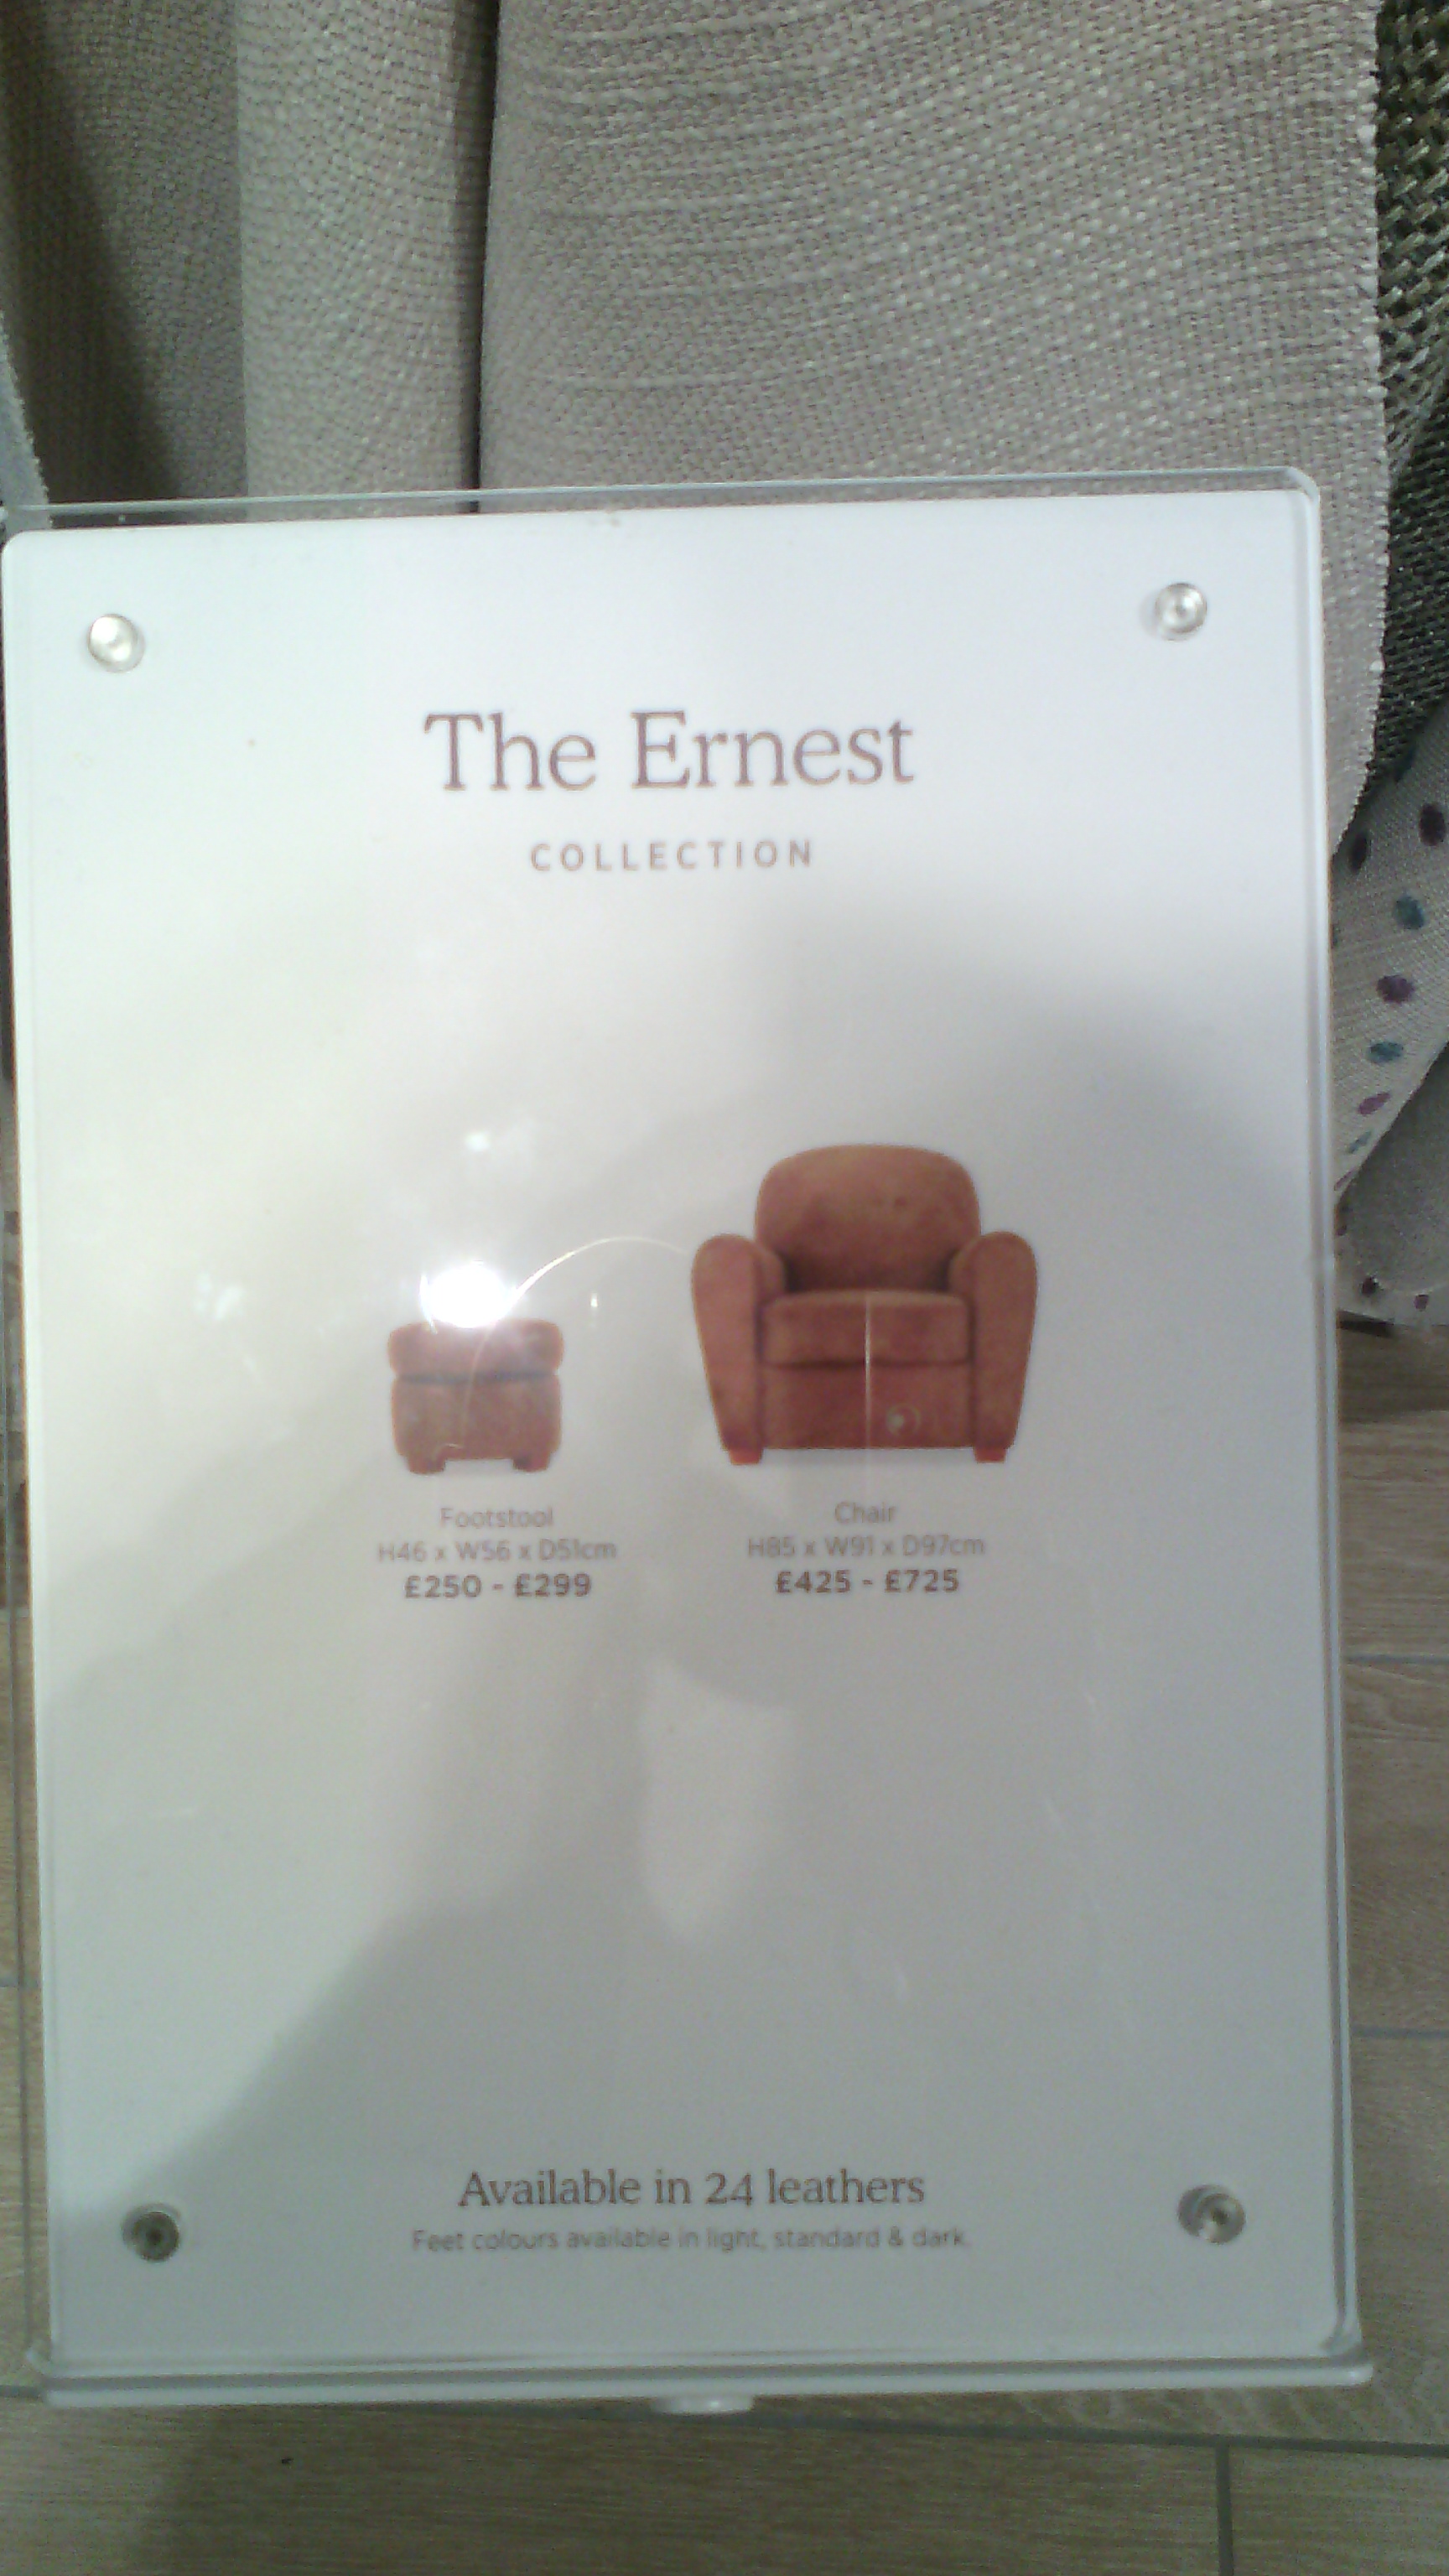 The Ernest
COLLECTION
Footstool
H46 x W56 x D51cm
£250 - £299
Chair
H85 x W91 x D97cm
£425 - £725
Available in 24 leathers
Feet colours available in light, standard & dark.